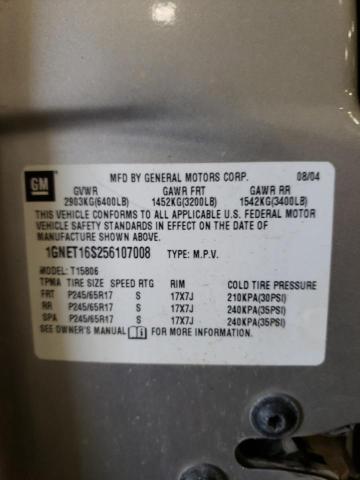 GM
MFD BY GENERAL MOTORS CORP. 08/04
GVWR GAWR FRT GAWR RR
2903KG(6400LB) 1452KG(3200LB) 1542KG(3400LB)
THIS VEHICLE CONFORMS TO ALL APPLICABLE U.S. FEDERAL MOTOR
VEHICLE SAFETY STANDARDS IN EFFECT ON THE DATE OF
MANUFACTURE SHOWN ABOVE.
1GNET16S256107008 TYPE: M.P.V.
MODEL: T15806
TPMA TIRE SIZE SPEED RTG RIM COLD TIRE PRESSURE
FRT P245/65R17 S 17X7J 210KPA(30PSI)
RR P245/65R17 S 17X7J 240KPA(35PSI)
SPA P245/65R17 S 17X7J 240KPA(35PSI)
SEE OWNER'S MANUAL FOR MORE INFORMATION.